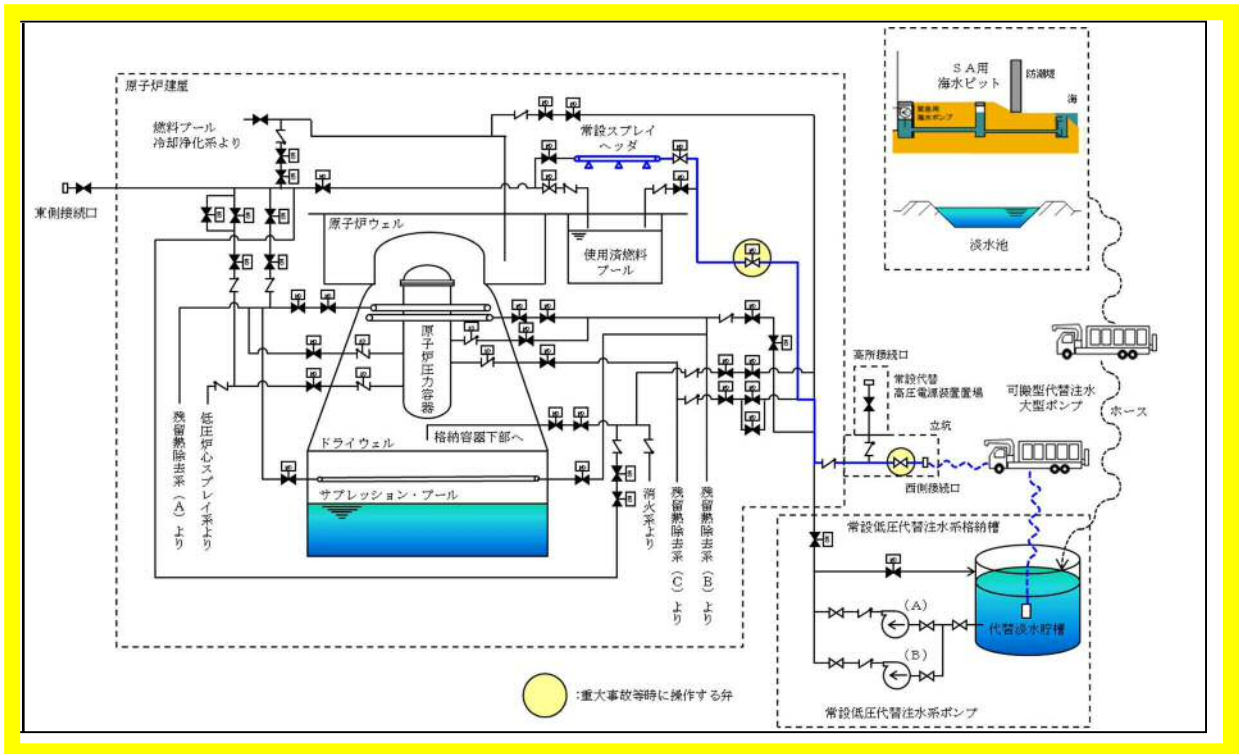 原子炉建屋
燃料プール
冷却浄化系より
東側接続口
常設スプレイ
ヘッダ
原子炉ウェル
使用済燃料
プール
原子炉圧力容器
ドライウェル
格納容器下部へ
サプレッション・プール
残留熱除去系(A)より
低圧炉心スプレイ系より
消火系より
残留熱除去系(C)より
残留熱除去系(B)より
SA用
海水ピット
防潮堤
海
緊急用
海水ポンプ
淡水池
高所接続口
常設代替
高圧電源装置置場
立坑
西側接続口
可搬型代替注水
大型ポンプ
ホース
常設低圧代替注水系格納槽
(A)
(B)
代替淡水貯槽
常設低圧代替注水系ポンプ
:重大事故等時に操作する弁